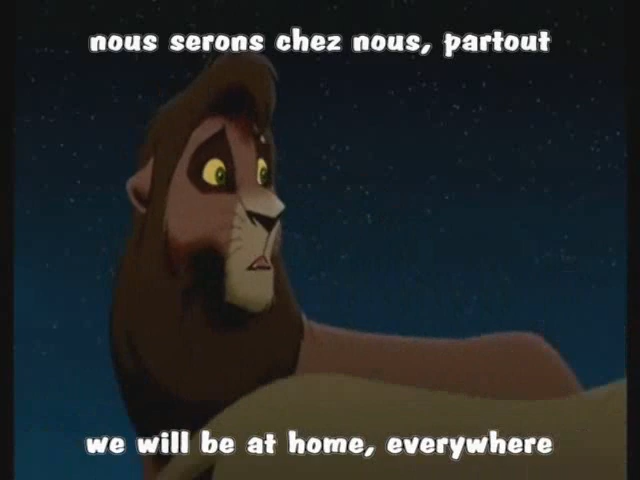 nous serons chez nous, partout
we will be at home, everywhere